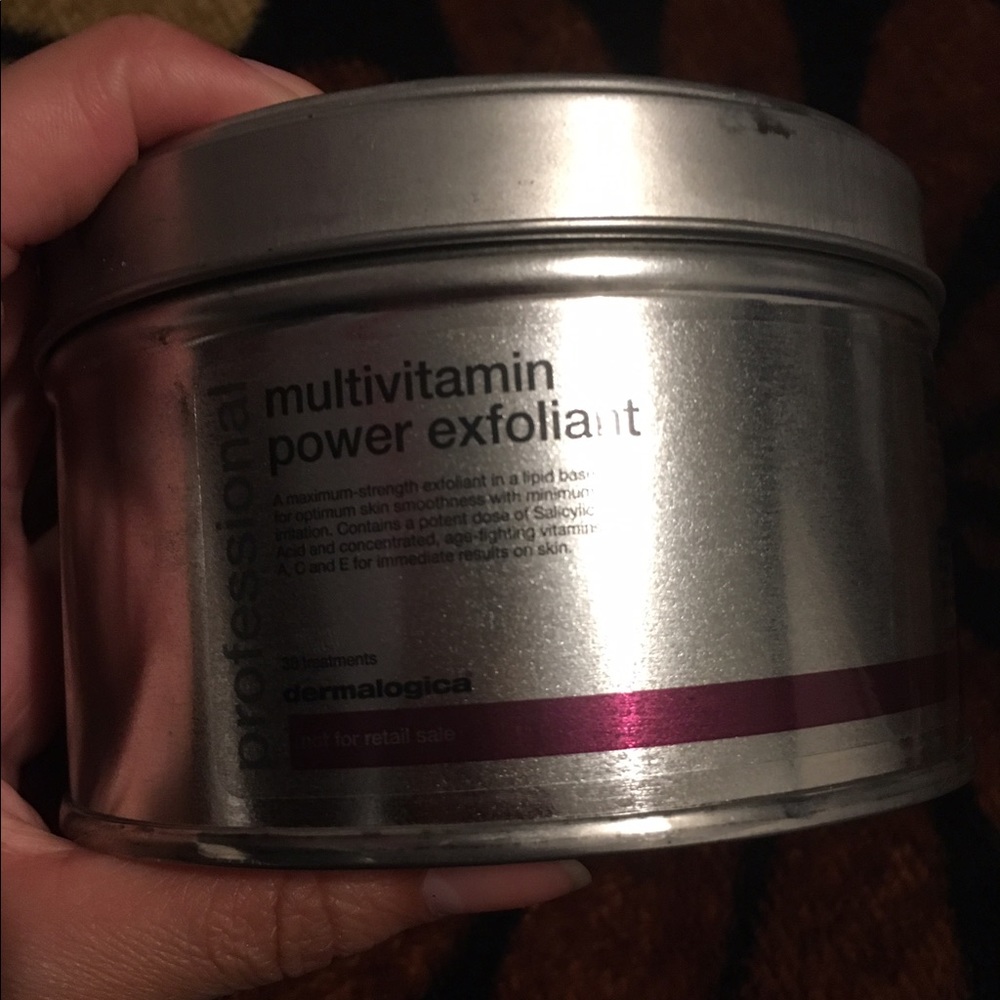 professional
multivitamin
power exfoliant
A maximum-strength exfoliant in a lipid base
for optimum skin smoothness with minimum
irritation. Contains a potent dose of Salicylic
Acid and concentrated, age-fighting vitamins
A, C and E for immediate results on skin.
treatments
dermalogica
not for retail sale